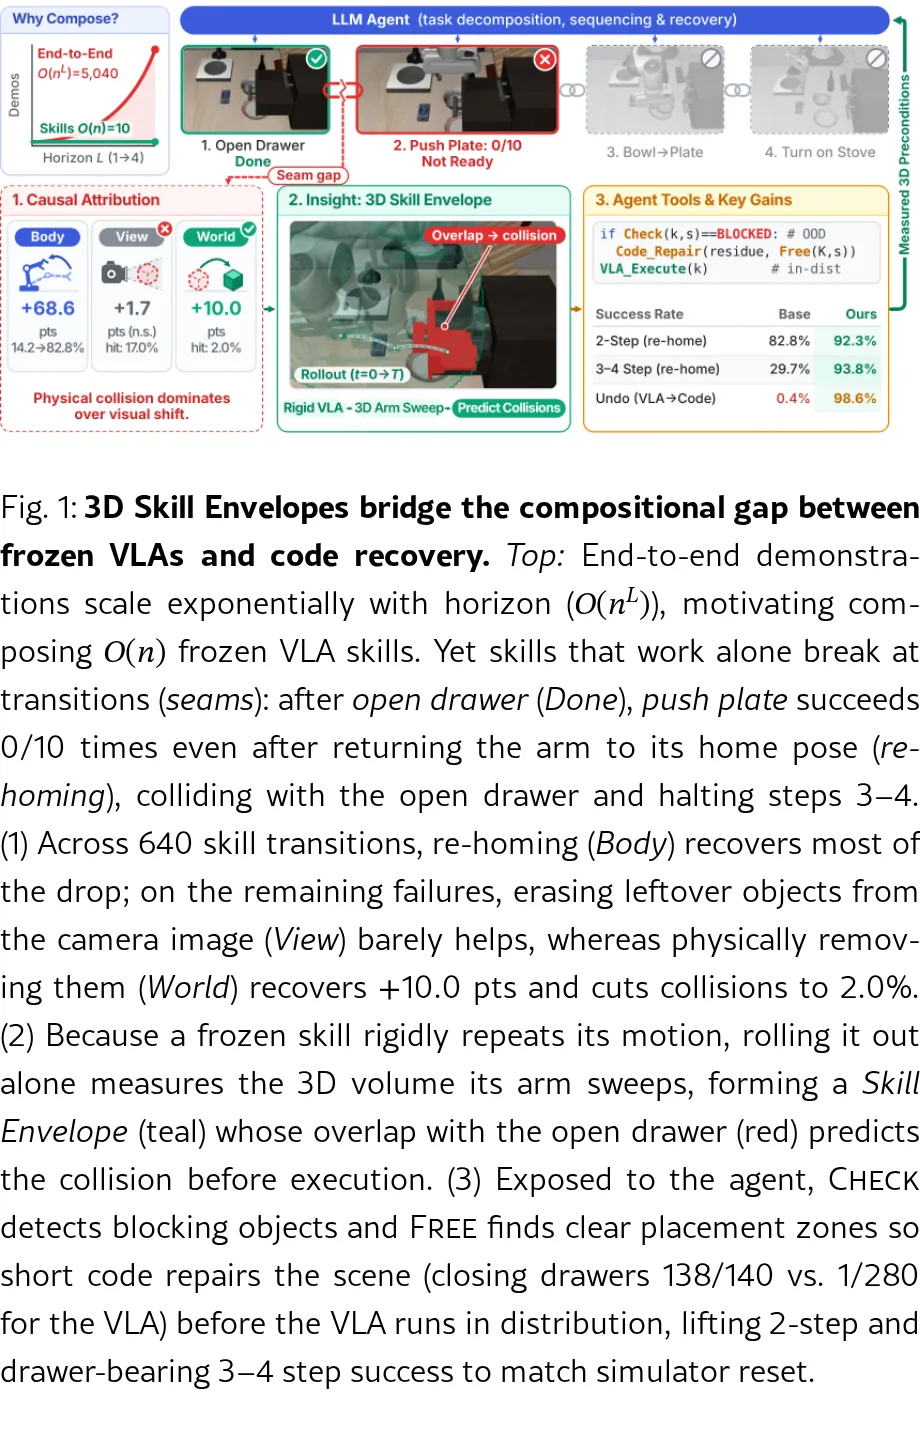 Why Compose?
End-to-End
O(n^L)=5,040
Skills O(n)=10
Demos
Horizon L (1→4)
LLM Agent (task decomposition, sequencing & recovery)
1. Open Drawer
Done
2. Push Plate: 0/10
Not Ready
3. Bowl→Plate
4. Turn on Stove
Seam gap
Measured 3D Preconditions
1. Causal Attribution
Body
+68.6
pts
14.2→82.8%
View
+1.7
pts (n.s.)
hit: 17.0%
World
+10.0
pts
hit: 2.0%
Physical collision dominates
over visual shift.
2. Insight: 3D Skill Envelope
Overlap → collision
Rollout (t=0→T)
Rigid VLA → 3D Arm Sweep → Predict Collisions
3. Agent Tools & Key Gains
if Check(k,s)==BLOCKED: # OOD
Code_Repair(residue, Free(K,s))
VLA_Execute(k) # in-dist
Success Rate Base Ours
2-Step (re-home) 82.8% 92.3%
3–4 Step (re-home) 29.7% 93.8%
Undo (VLA→Code) 0.4% 98.6%
Fig. 1: 3D Skill Envelopes bridge the compositional gap between
frozen VLAs and code recovery. Top: End-to-end demonstra-
tions scale exponentially with horizon (O(n^L)), motivating com-
posing O(n) frozen VLA skills. Yet skills that work alone break at
transitions (seams): after open drawer (Done), push plate succeeds
0/10 times even after returning the arm to its home pose (re-
homing), colliding with the open drawer and halting steps 3–4.
(1) Across 640 skill transitions, re-homing (Body) recovers most of
the drop; on the remaining failures, erasing leftover objects from
the camera image (View) barely helps, whereas physically remov-
ing them (World) recovers +10.0 pts and cuts collisions to 2.0%.
(2) Because a frozen skill rigidly repeats its motion, rolling it out
alone measures the 3D volume its arm sweeps, forming a Skill
Envelope (teal) whose overlap with the open drawer (red) predicts
the collision before execution. (3) Exposed to the agent, CHECK
detects blocking objects and FREE finds clear placement zones so
short code repairs the scene (closing drawers 138/140 vs. 1/280
for the VLA) before the VLA runs in distribution, lifting 2-step and
drawer-bearing 3–4 step success to match simulator reset.